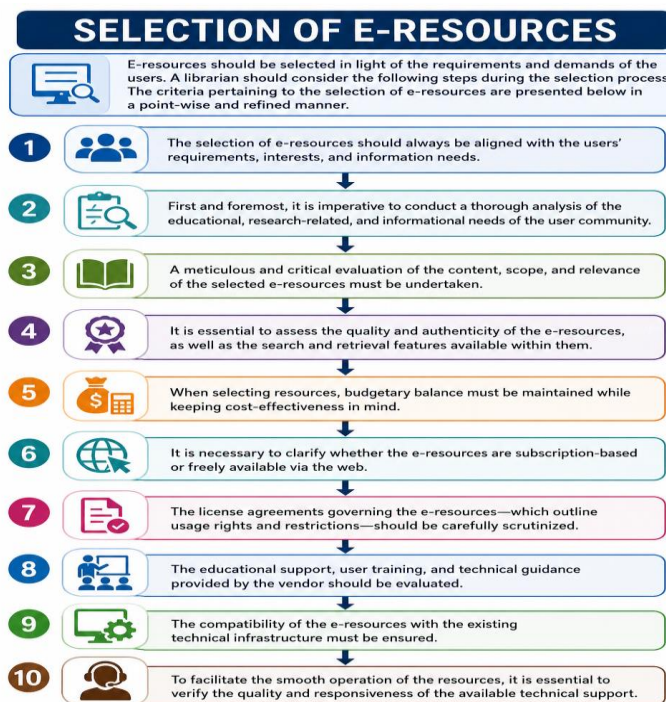 SELECTION OF E-RESOURCES
E-resources should be selected in light of the requirements and demands of the
users. A librarian should consider the following steps during the selection process
The criteria pertaining to the selection of e-resources are presented below in
a point-wise and refined manner.
1
The selection of e-resources should always be aligned with the users'
requirements, interests, and information needs.
2
First and foremost, it is imperative to conduct a thorough analysis of the
educational, research-related, and informational needs of the user community.
3
A meticulous and critical evaluation of the content, scope, and relevance
of the selected e-resources must be undertaken.
4
It is essential to assess the quality and authenticity of the e-resources,
as well as the search and retrieval features available within them.
5
$
When selecting resources, budgetary balance must be maintained while
keeping cost-effectiveness in mind.
6
It is necessary to clarify whether the e-resources are subscription-based
or freely available via the web.
7
The license agreements governing the e-resources—which outline
usage rights and restrictions—should be carefully scrutinized.
8
The educational support, user training, and technical guidance
provided by the vendor should be evaluated.
9
The compatibility of the e-resources with the existing
technical infrastructure must be ensured.
10
To facilitate the smooth operation of the resources, it is essential to
verify the quality and responsiveness of the available technical support.